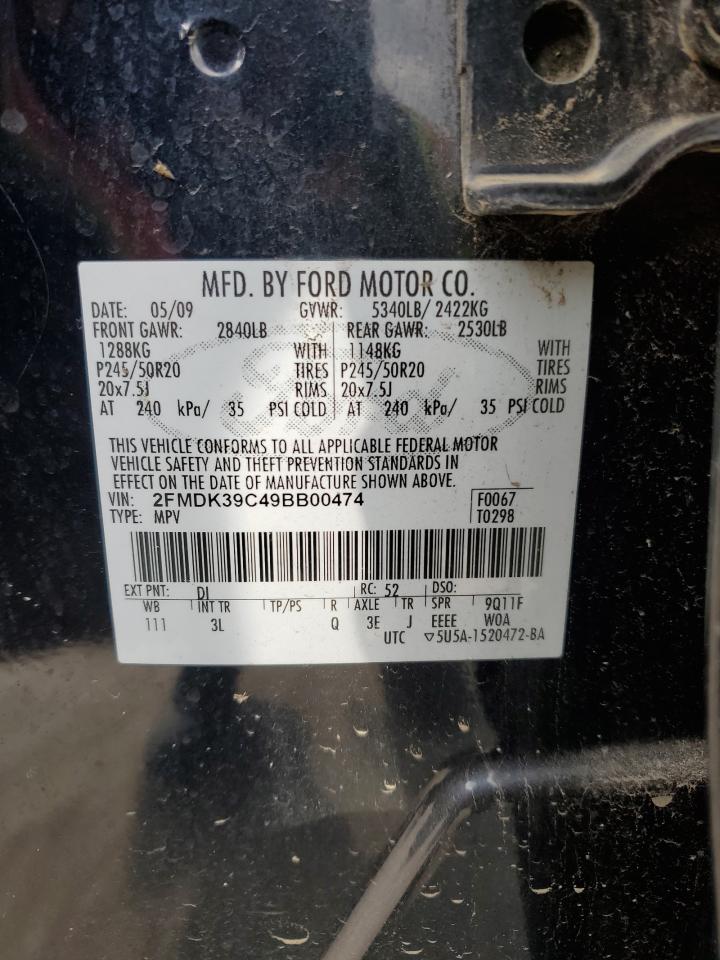 MFD. BY FORD MOTOR CO.
DATE: 05/09 GVWR: 5340LB/ 2422KG
FRONT GAWR: 2840LB REAR GAWR: 2530LB
1288KG WITH 1148KG WITH
P245/50R20 TIRES P245/50R20 TIRES
20x7.5J RIMS 20x7.5J RIMS
AT 240 kPa/ 35 PSI COLD AT 240 kPa/ 35 PSI COLD
THIS VEHICLE CONFORMS TO ALL APPLICABLE FEDERAL MOTOR
VEHICLE SAFETY AND THEFT PREVENTION STANDARDS IN
EFFECT ON THE DATE OF MANUFACTURE SHOWN ABOVE.
VIN: 2FMDK39C49BB00474 F0067
TYPE: MPV T0298
EXT PNT: DI RC: 52 DSO:
WB INT TR TP/PS R AXLE TR SPR 9Q11F
111 3L Q 3E J EEEE WOA
UTC ▽5U5A-1520472-BA